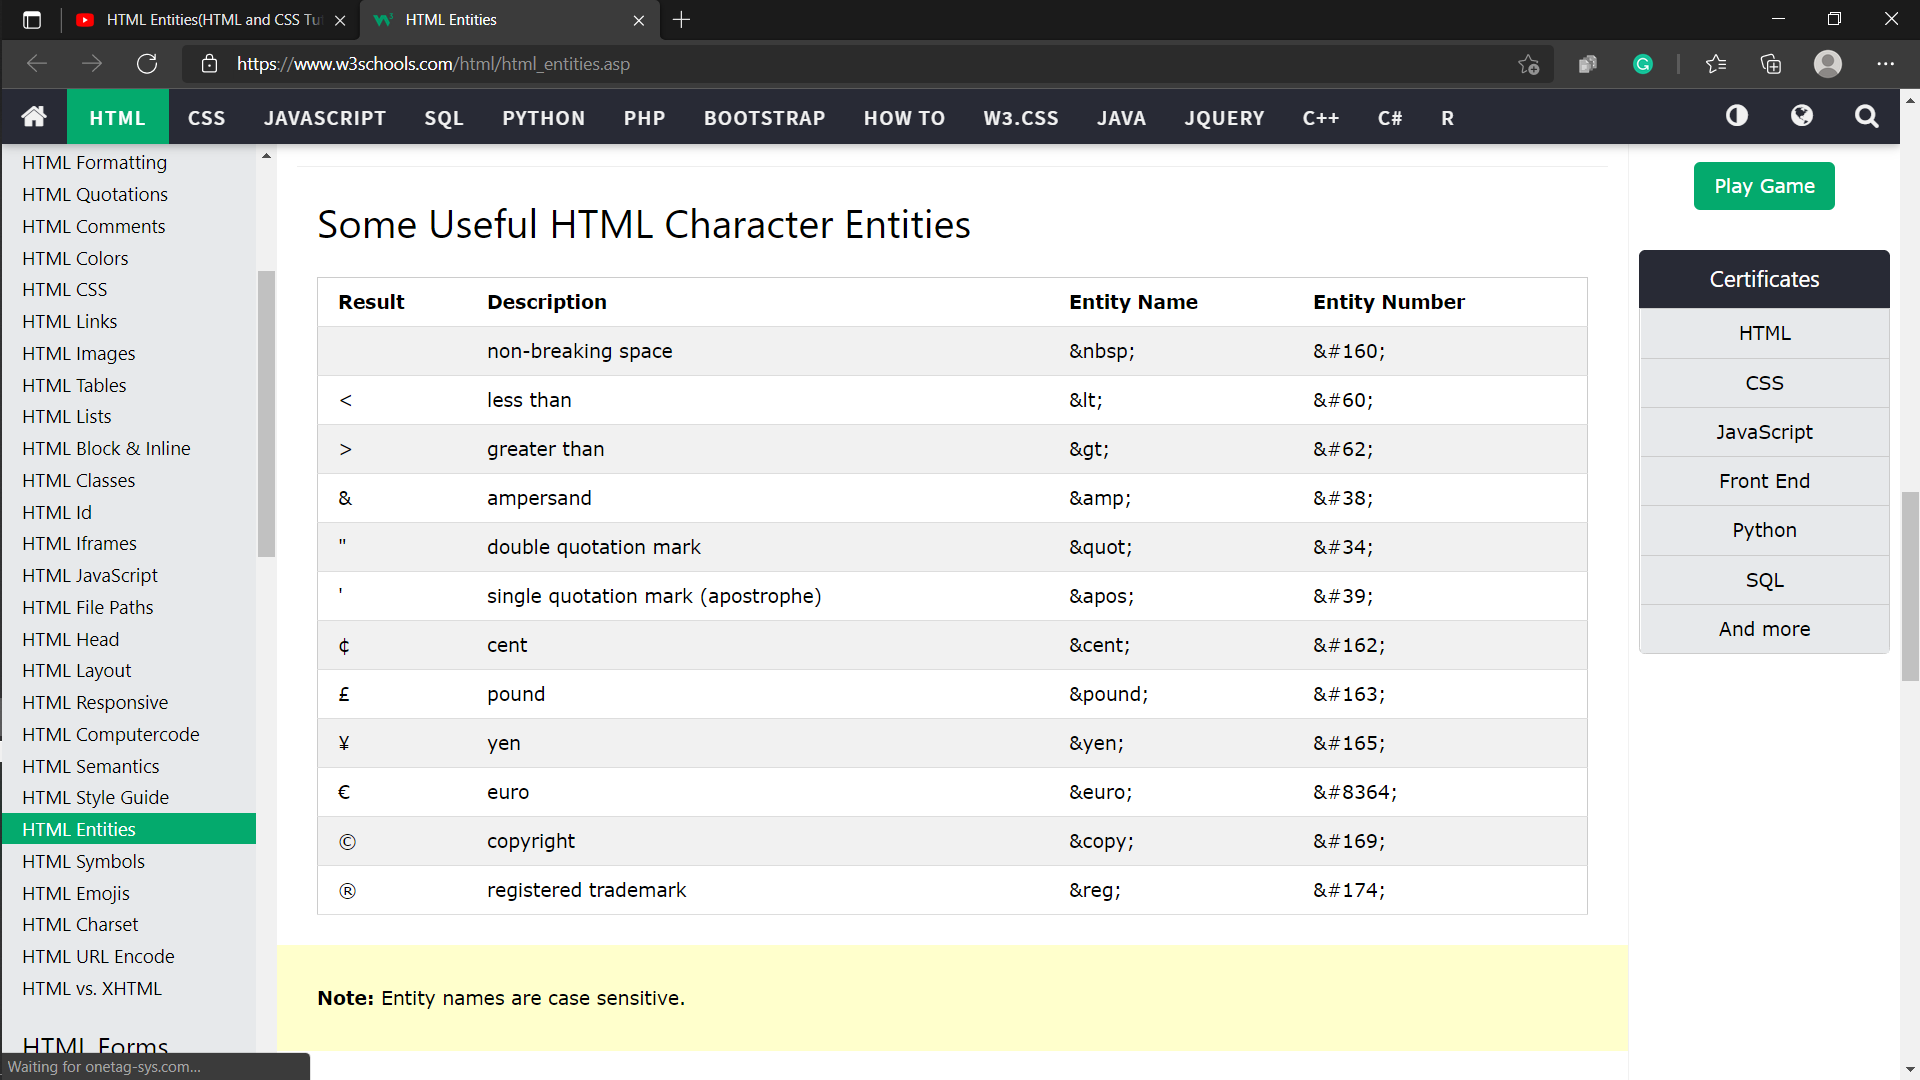 HTML Entities(HTML and CSS Tu
HTML Entities
https://www.w3schools.com/html/html_entities.asp
HTML CSS JAVASCRIPT SQL PYTHON PHP BOOTSTRAP HOW TO W3.CSS JAVA JQUERY C++ C# R
HTML Formatting
HTML Quotations
HTML Comments
HTML Colors
HTML CSS
HTML Links
HTML Images
HTML Tables
HTML Lists
HTML Block & Inline
HTML Classes
HTML Id
HTML Iframes
HTML JavaScript
HTML File Paths
HTML Head
HTML Layout
HTML Responsive
HTML Computercode
HTML Semantics
HTML Style Guide
HTML Entities
HTML Symbols
HTML Emojis
HTML Charset
HTML URL Encode
HTML vs. XHTML
HTML Forms
Some Useful HTML Character Entities
Result Description Entity Name Entity Number
non-breaking space &nbsp; &#160;
< less than &lt; &#60;
> greater than &gt; &#62;
& ampersand &amp; &#38;
" double quotation mark &quot; &#34;
' single quotation mark (apostrophe) &apos; &#39;
¢ cent &cent; &#162;
£ pound &pound; &#163;
¥ yen &yen; &#165;
€ euro &euro; &#8364;
© copyright &copy; &#169;
® registered trademark &reg; &#174;
Note: Entity names are case sensitive.
Play Game
Certificates
HTML
CSS
JavaScript
Front End
Python
SQL
And more
Waiting for onetag-sys.com...